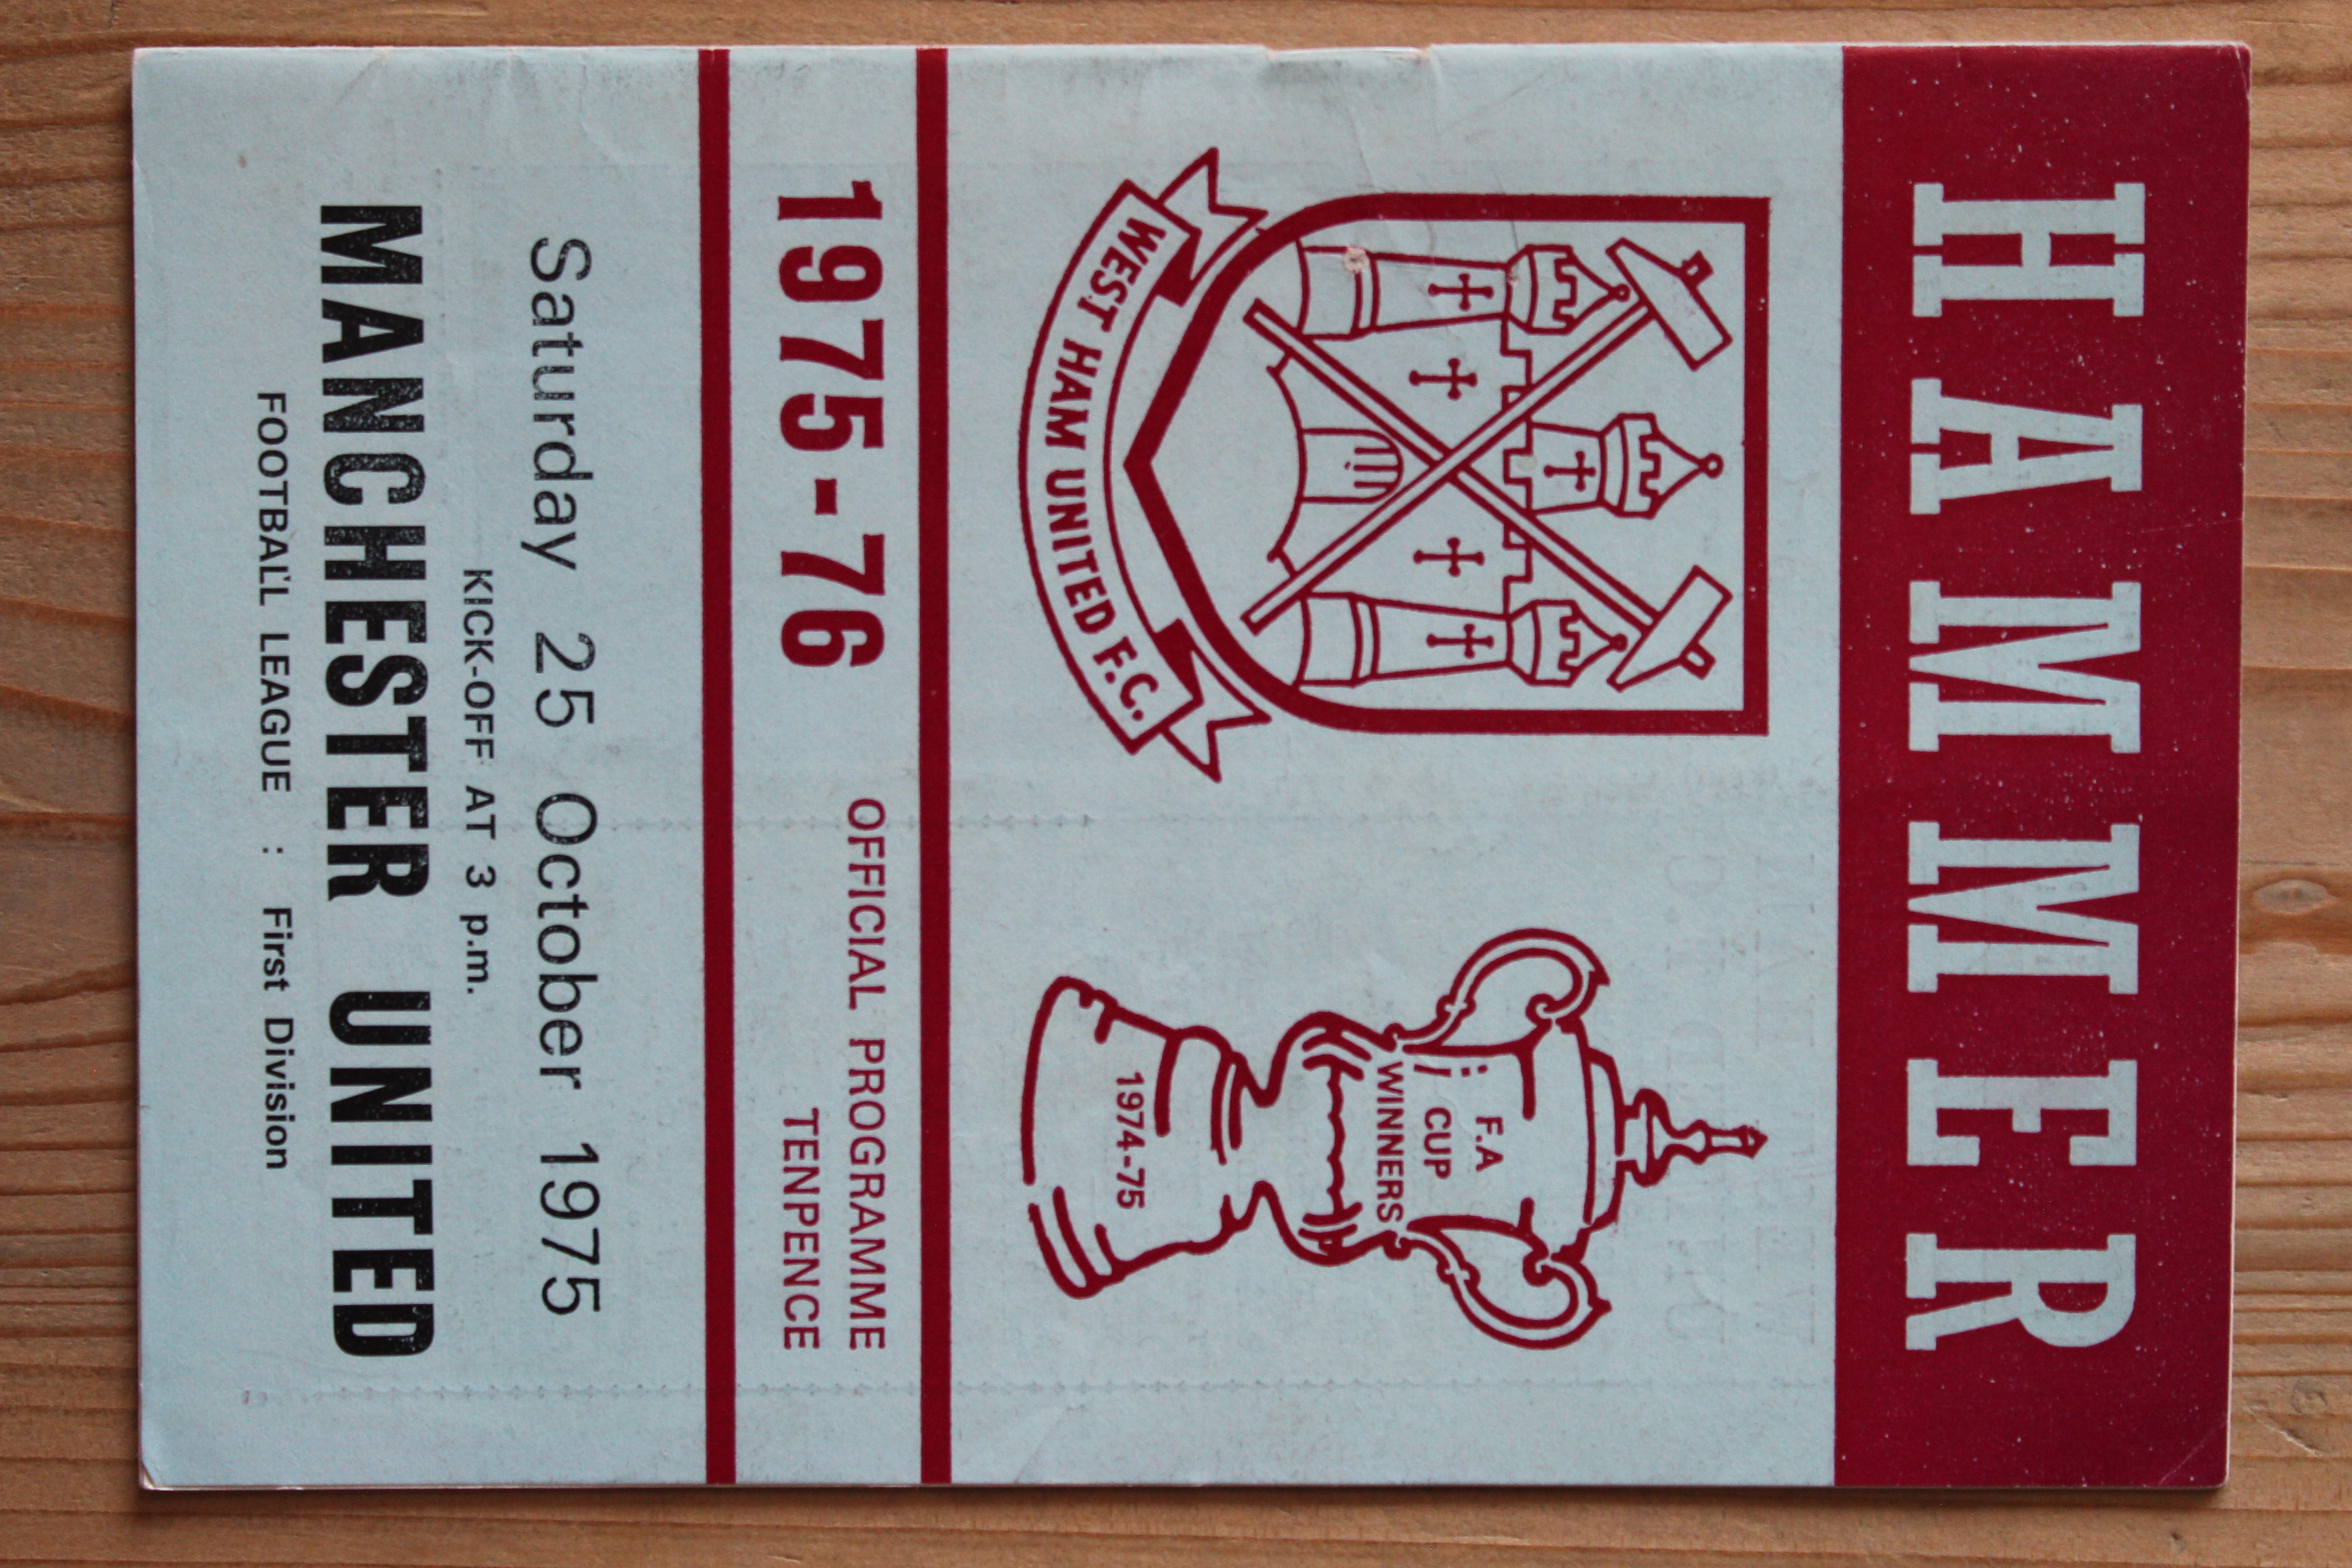 HAMMER
WEST HAM UNITED F.C.
F.A
CUP
WINNERS
1974-75
1975-76
OFFICIAL PROGRAMME
TENPENCE
Saturday 25 October 1975
KICK-OFF AT 3 p.m.
MANCHESTER UNITED
FOOTBALL LEAGUE : First Division